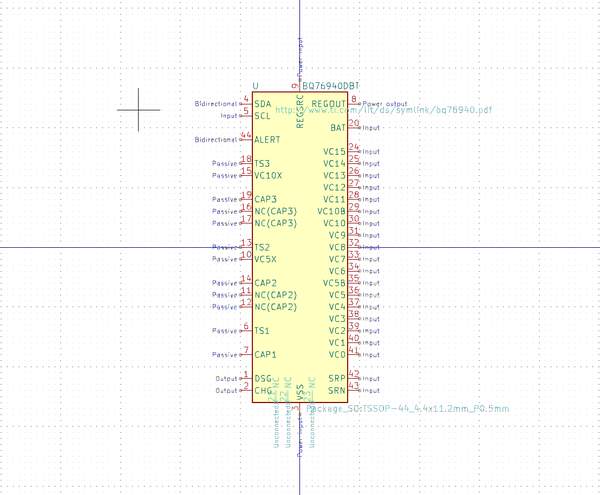 Power input
9
REGSRC
U
BQ76940DBT
Bidirectional 4 SDA REGOUT 8 Power output
https://www.ti.com/lit/ds/symlink/bq76940.pdf
Input 5 SCL
BAT 20 Input
Bidirectional 44 ALERT
VC15 24 Input
Passive 18 TS3 VC14 25 Input
Passive 15 VC10X VC13 26 Input
VC12 27 Input
Passive 19 CAP3 VC11 28 Input
Passive 16 NC(CAP3) VC10B 29 Input
Passive 17 NC(CAP3) VC10 30 Input
VC9 31 Input
Passive 13 TS2 VC8 32 Input
Passive 10 VC5X VC7 33 Input
VC6 34 Input
Passive 14 CAP2 VC5B 35 Input
Passive 11 NC(CAP2) VC5 36 Input
Passive 12 NC(CAP2) VC4 37 Input
VC3 38 Input
Passive 6 TS1 VC2 39 Input
VC1 40 Input
Passive 7 CAP1 VC0 41 Input
Output 1 DSG SRP 42 Input
Output 2 CHG SRN 43 Input
NC NC VSS NC
Package_SO:TSSOP-44_4.4x11.2mm_P0.5mm
Unconnected Unconnected Unconnected
3
Power input